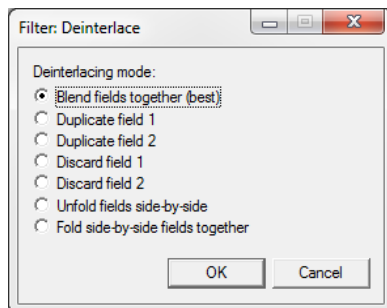 Filter: Deinterlace
Deinterlacing mode:
Blend fields together (best)
Duplicate field 1
Duplicate field 2
Discard field 1
Discard field 2
Unfold fields side-by-side
Fold side-by-side fields together
OK Cancel